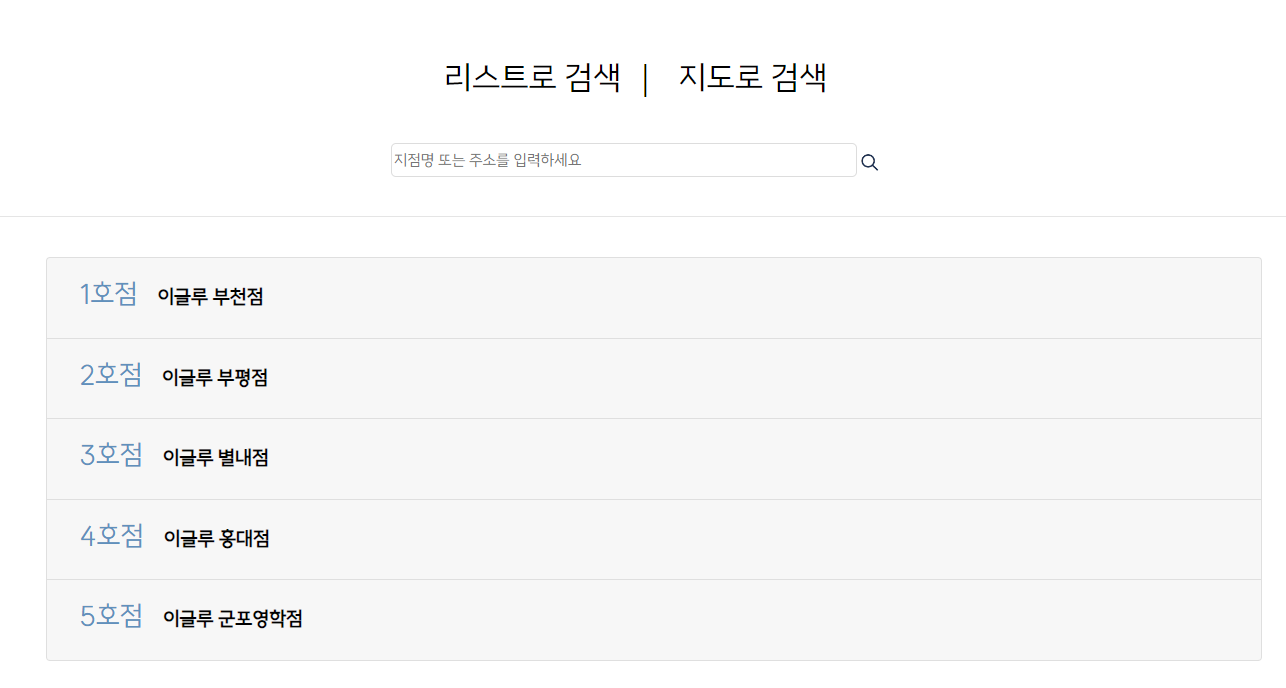 리스트로 검색 | 지도로 검색
지점명 또는 주소를 입력하세요
1호점 이글루 부천점
2호점 이글루 부평점
3호점 이글루 별내점
4호점 이글루 홍대점
5호점 이글루 군포영학점